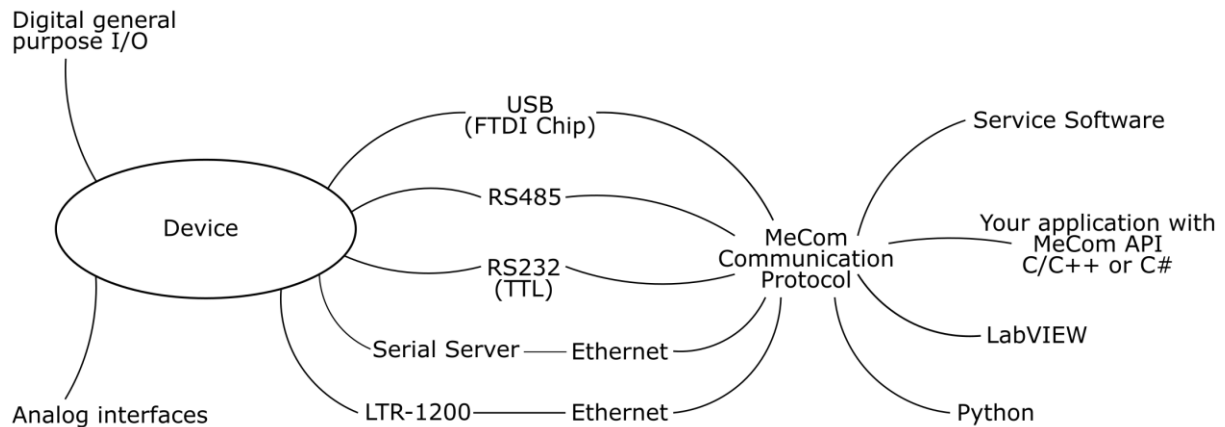 Digital general
purpose I/O
USB
(FTDI Chip)
Service Software
RS485
Device
Your application with
MeCom API
C/C++ or C#
MeCom
Communication
Protocol
RS232
(TTL)
Serial Server
Ethernet
LabVIEW
Analog interfaces
LTR-1200
Ethernet
Python